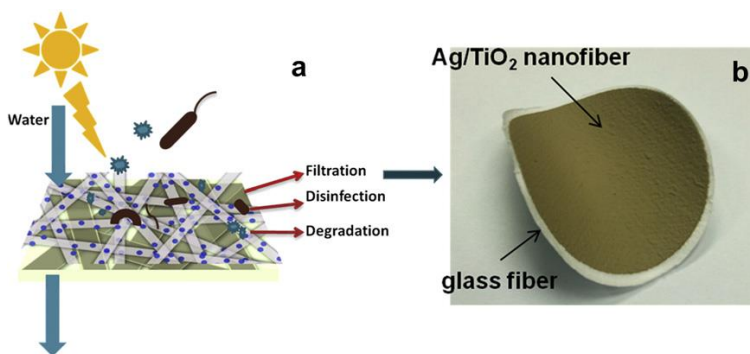 a
Water
Filtration
Disinfection
Degradation
Ag/TiO₂ nanofiber
b
glass fiber